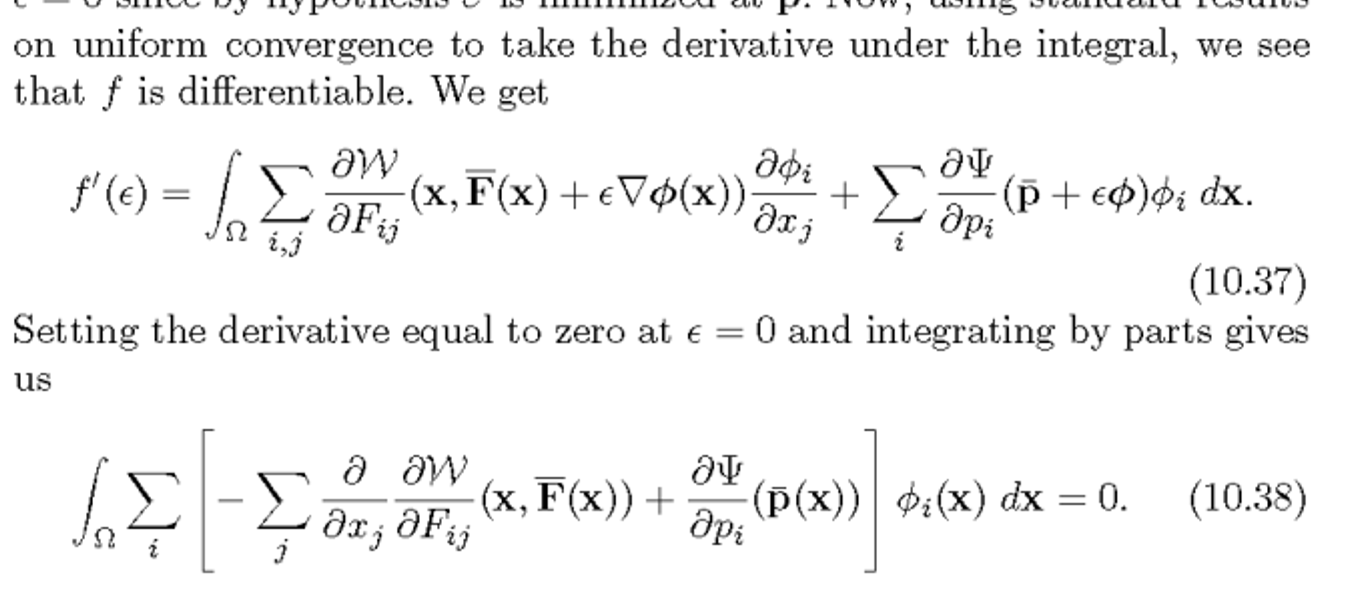 on uniform convergence to take the derivative under the integral, we see
that f is differentiable. We get
f′(ϵ) = ∫_Ω ∑_{i,j} ∂𝒲/∂F_{ij} (x, F̅(x) + ϵ∇ϕ(x)) ∂ϕ_i/∂x_j + ∑_i ∂Ψ/∂p_i (p̄ + ϵϕ)ϕ_i dx.
(10.37)
Setting the derivative equal to zero at ϵ = 0 and integrating by parts gives
us
∫_Ω ∑_i [ − ∑_j ∂/∂x_j ∂𝒲/∂F_{ij} (x, F̅(x)) + ∂Ψ/∂p_i (p̄(x)) ] ϕ_i(x) dx = 0. (10.38)